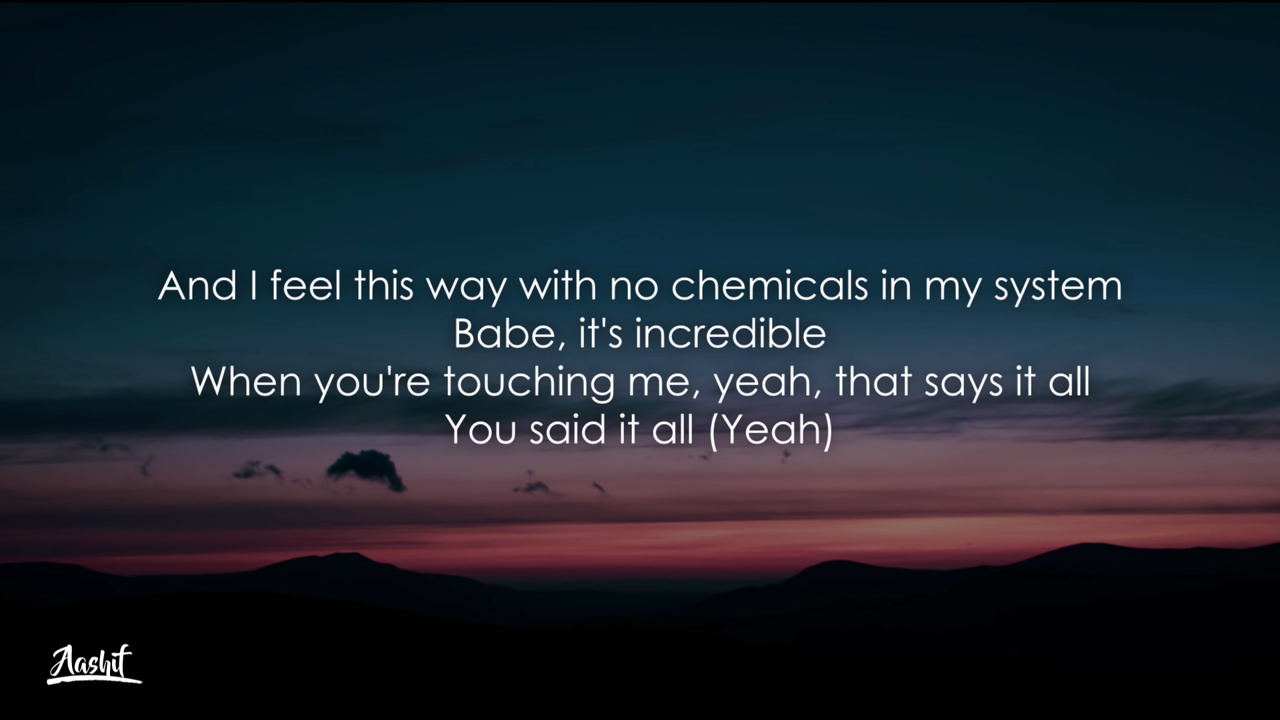 And I feel this way with no chemicals in my system
Babe, it's incredible
When you're touching me, yeah, that says it all
You said it all (Yeah)
Aashif